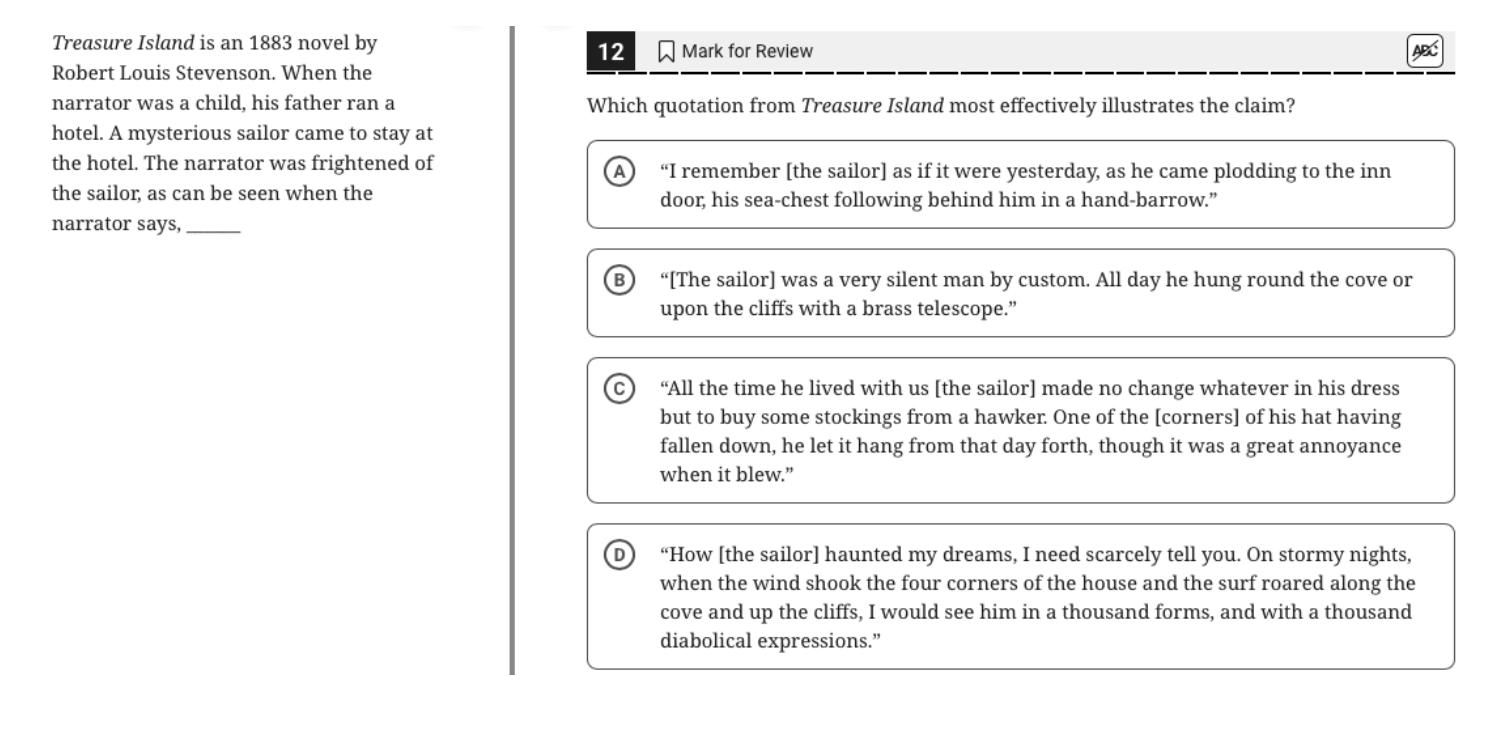 Treasure Island is an 1883 novel by
Robert Louis Stevenson. When the
narrator was a child, his father ran a
hotel. A mysterious sailor came to stay at
the hotel. The narrator was frightened of
the sailor, as can be seen when the
narrator says, ______
12 Mark for Review ABC
Which quotation from Treasure Island most effectively illustrates the claim?
A “I remember [the sailor] as if it were yesterday, as he came plodding to the inn
door, his sea-chest following behind him in a hand-barrow.”
B “[The sailor] was a very silent man by custom. All day he hung round the cove or
upon the cliffs with a brass telescope.”
C “All the time he lived with us [the sailor] made no change whatever in his dress
but to buy some stockings from a hawker. One of the [corners] of his hat having
fallen down, he let it hang from that day forth, though it was a great annoyance
when it blew.”
D “How [the sailor] haunted my dreams, I need scarcely tell you. On stormy nights,
when the wind shook the four corners of the house and the surf roared along the
cove and up the cliffs, I would see him in a thousand forms, and with a thousand
diabolical expressions.”